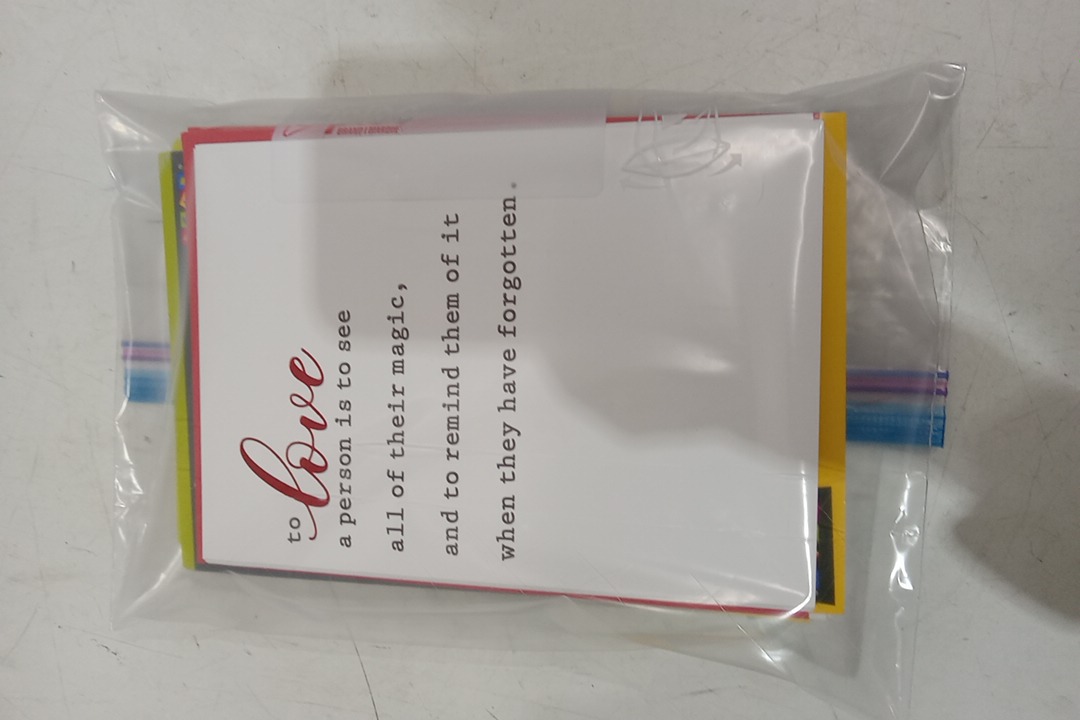 to
love
a person is to see
all of their magic,
and to remind them of it
when they have forgotten.